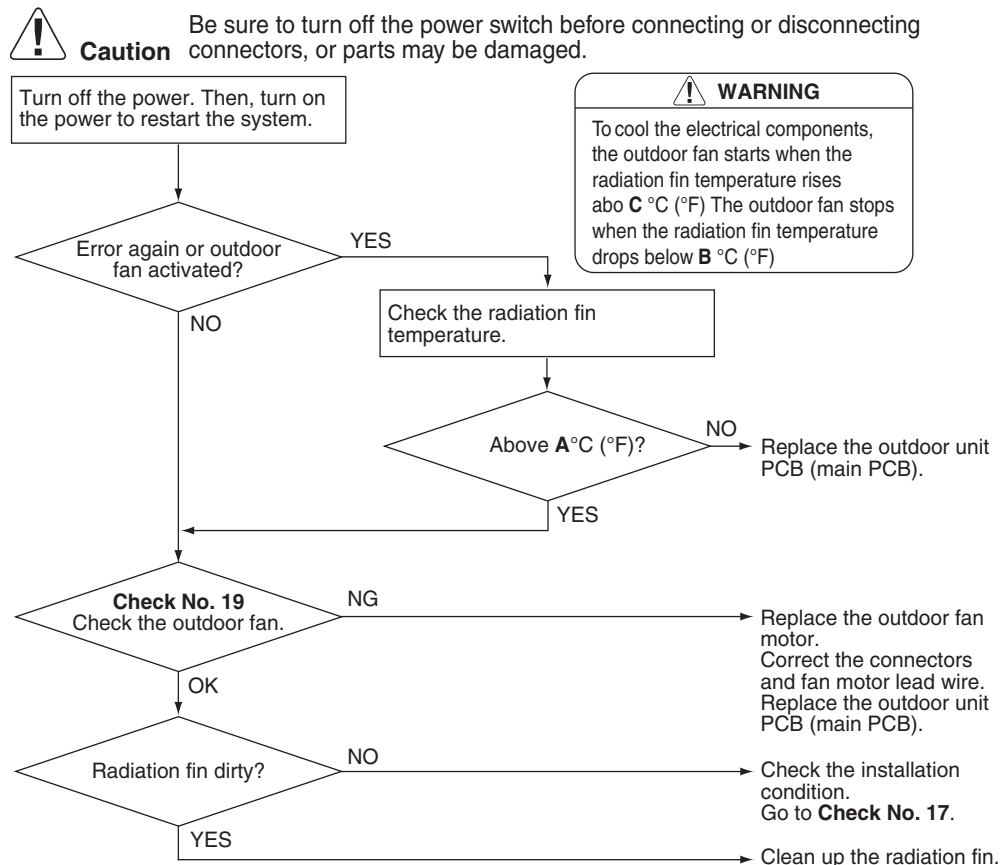 Be sure to turn off the power switch before connecting or disconnecting
Caution connectors, or parts may be damaged.
Turn off the power. Then, turn on
the power to restart the system.
WARNING
To cool the electrical components,
the outdoor fan starts when the
radiation fin temperature rises
abo C °C (°F) The outdoor fan stops
when the radiation fin temperature
drops below B °C (°F)
Error again or outdoor
fan activated?
YES
NO
Check the radiation fin
temperature.
Above A°C (°F)?
NO
Replace the outdoor unit
PCB (main PCB).
YES
Check No. 19
Check the outdoor fan.
NG
Replace the outdoor fan
motor.
Correct the connectors
and fan motor lead wire.
Replace the outdoor unit
PCB (main PCB).
OK
Radiation fin dirty?
NO
Check the installation
condition.
Go to Check No. 17.
YES
Clean up the radiation fin.